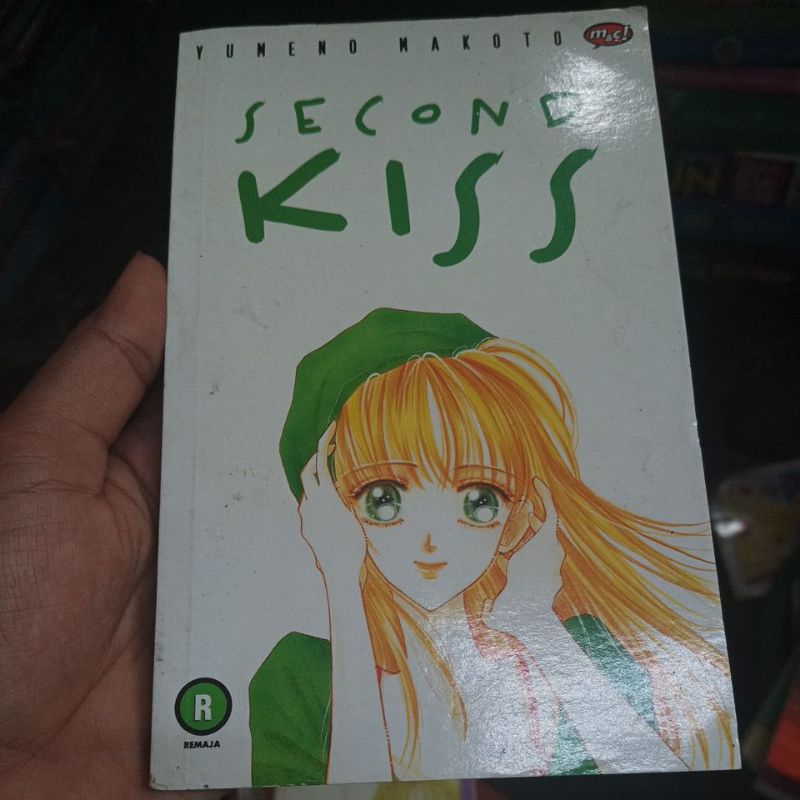 YUMENO MAKOTO
m&c!
SECOND
KISS
R
REMAJA